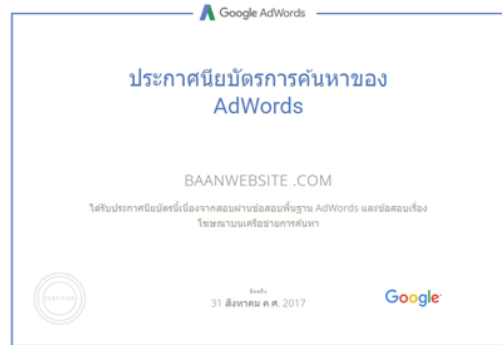 Google AdWords
ประกาศนียบัตรการค้นหาของ
AdWords
BAANWEBSITE .COM
ได้รับประกาศนียบัตรนี้เนื่องจากสอบผ่านข้อสอบพื้นฐาน AdWords และข้อสอบเรื่อง
โฆษณาบนเครือข่ายการค้นหา
CERTIFIED
31 สิงหาคม ค.ศ. 2017
Google